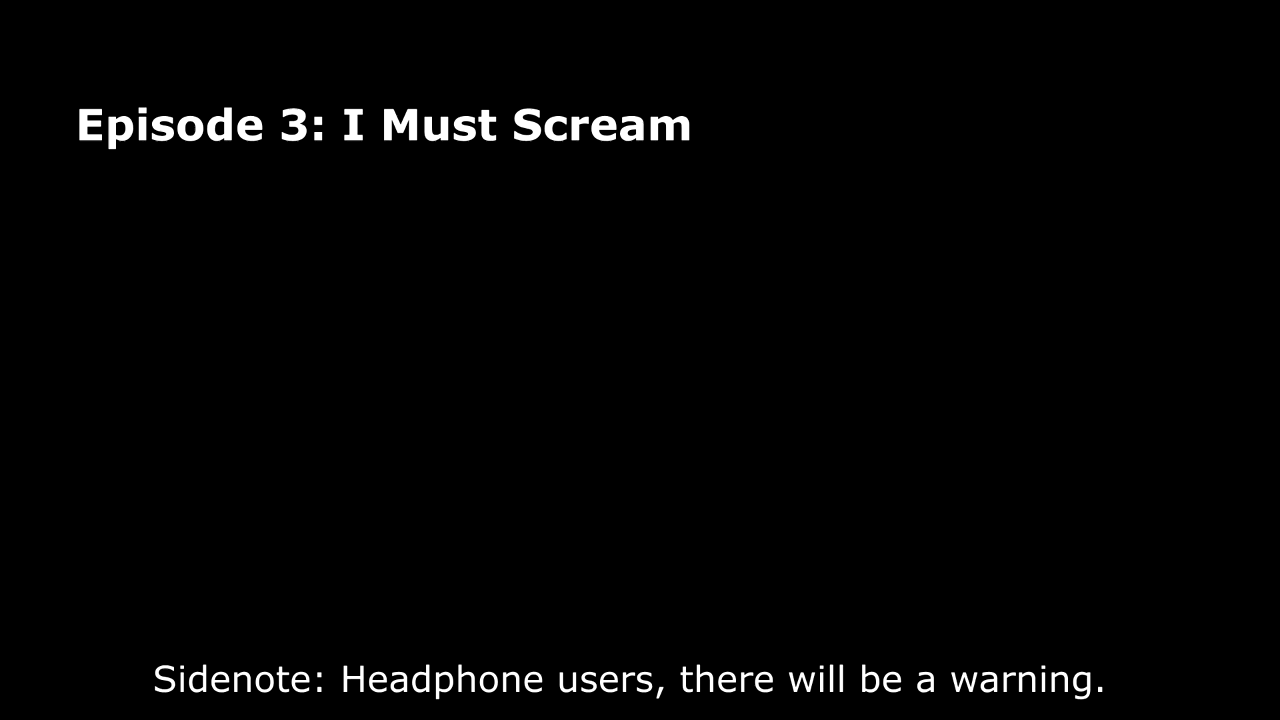 Episode 3: I Must Scream
Sidenote: Headphone users, there will be a warning.